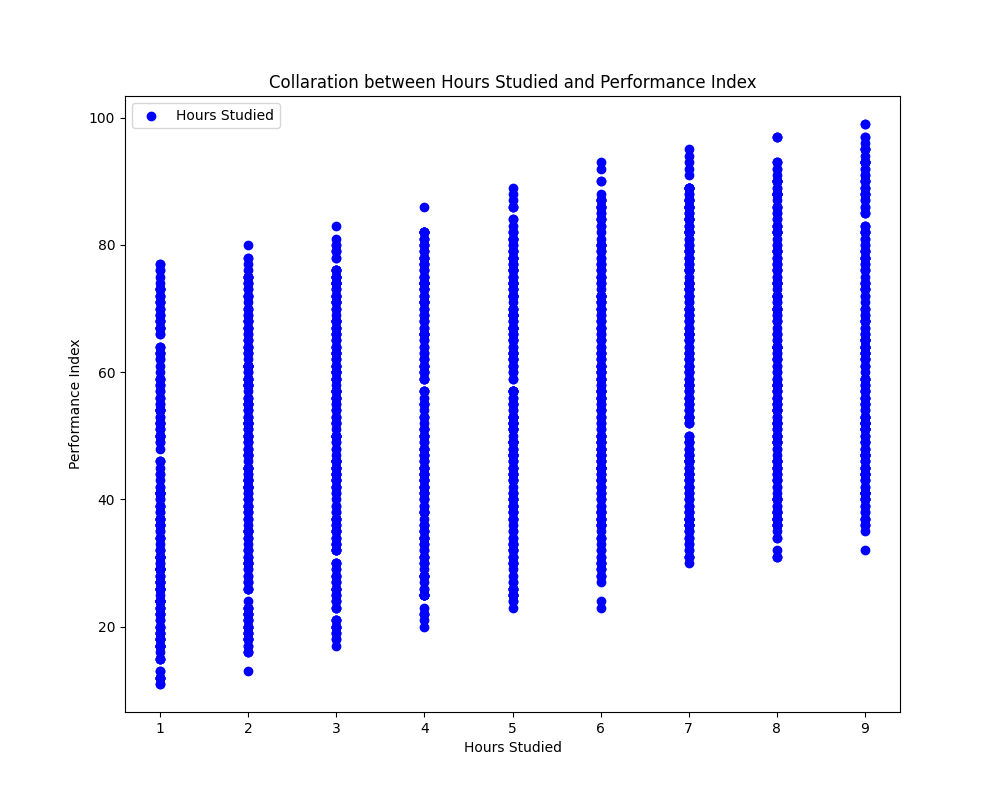 Collaration between Hours Studied and Performance Index
Hours Studied
100
80
60
40
20
Performance Index
1 2 3 4 5 6 7 8 9
Hours Studied